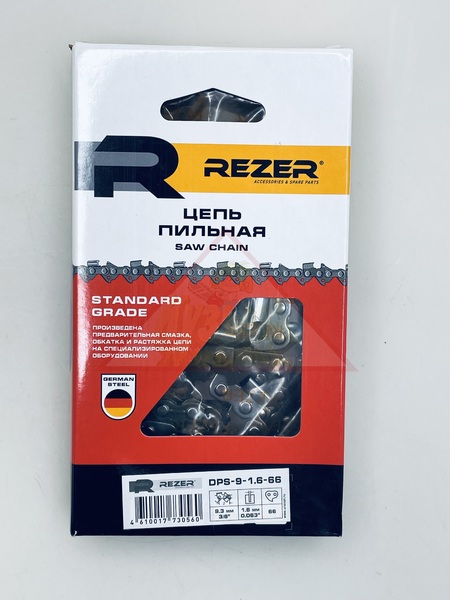 R
REZER®
ACCESSORIES & SPARE PARTS
ЦЕПЬ
ПИЛЬНАЯ
SAW CHAIN
STANDARD
GRADE
ПРОИЗВЕДЕНА
ПРЕДВАРИТЕЛЬНАЯ СМАЗКА,
ОБКАТКА И РАСТЯЖКА ЦЕПИ
НА СПЕЦИАЛИЗИРОВАННОМ
ОБОРУДОВАНИИ
GERMAN
STEEL
R REZER DPS-9-1.6-66
9.3 мм 1.6 мм 66
3/8" 0.063"
4 610017 730560